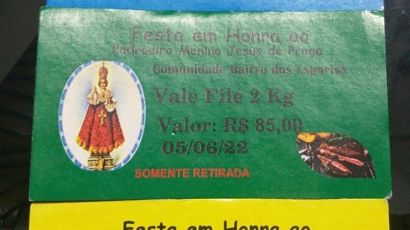 Festa em Honra ao
Padroeiro Menino Jesus de Praga
Comunidade Bairro dos Esportes
Vale Filé 2 Kg
Valor: R$ 85,00
05/06/22
SOMENTE RETIRADA
Festa em Honra ao